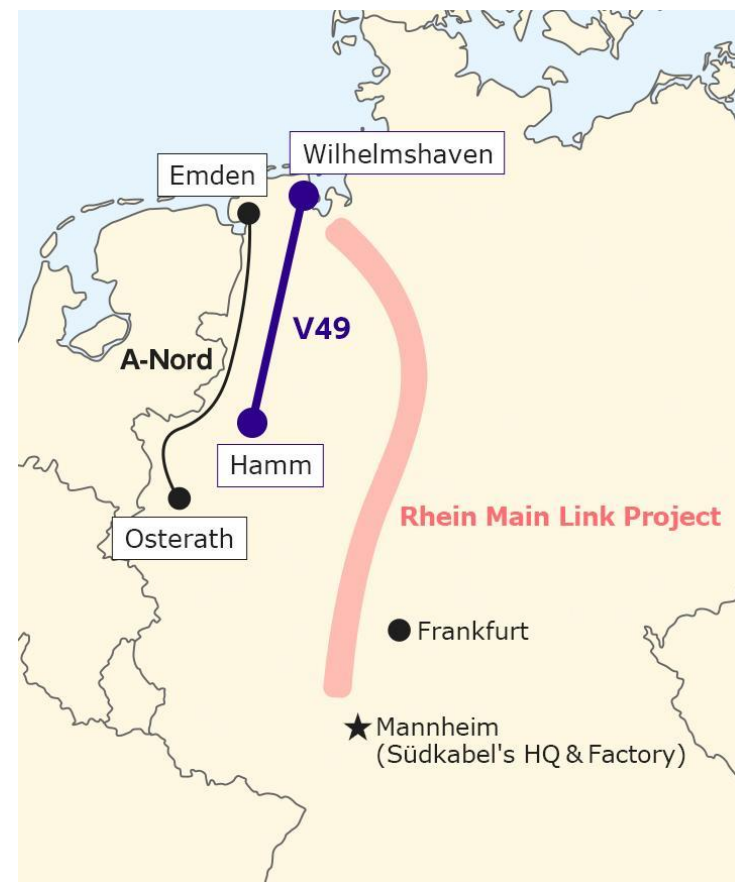 Wilhelmshaven
Emden
V49
A-Nord
Hamm
Rhein Main Link Project
Osterath
Frankfurt
Mannheim
(Südkabel's HQ & Factory)